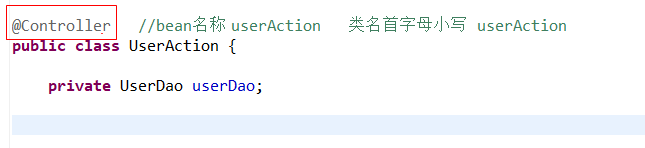 @Controller //bean名称 userAction 类名首字母小写 userAction
public class UserAction {
private UserDao userDao;